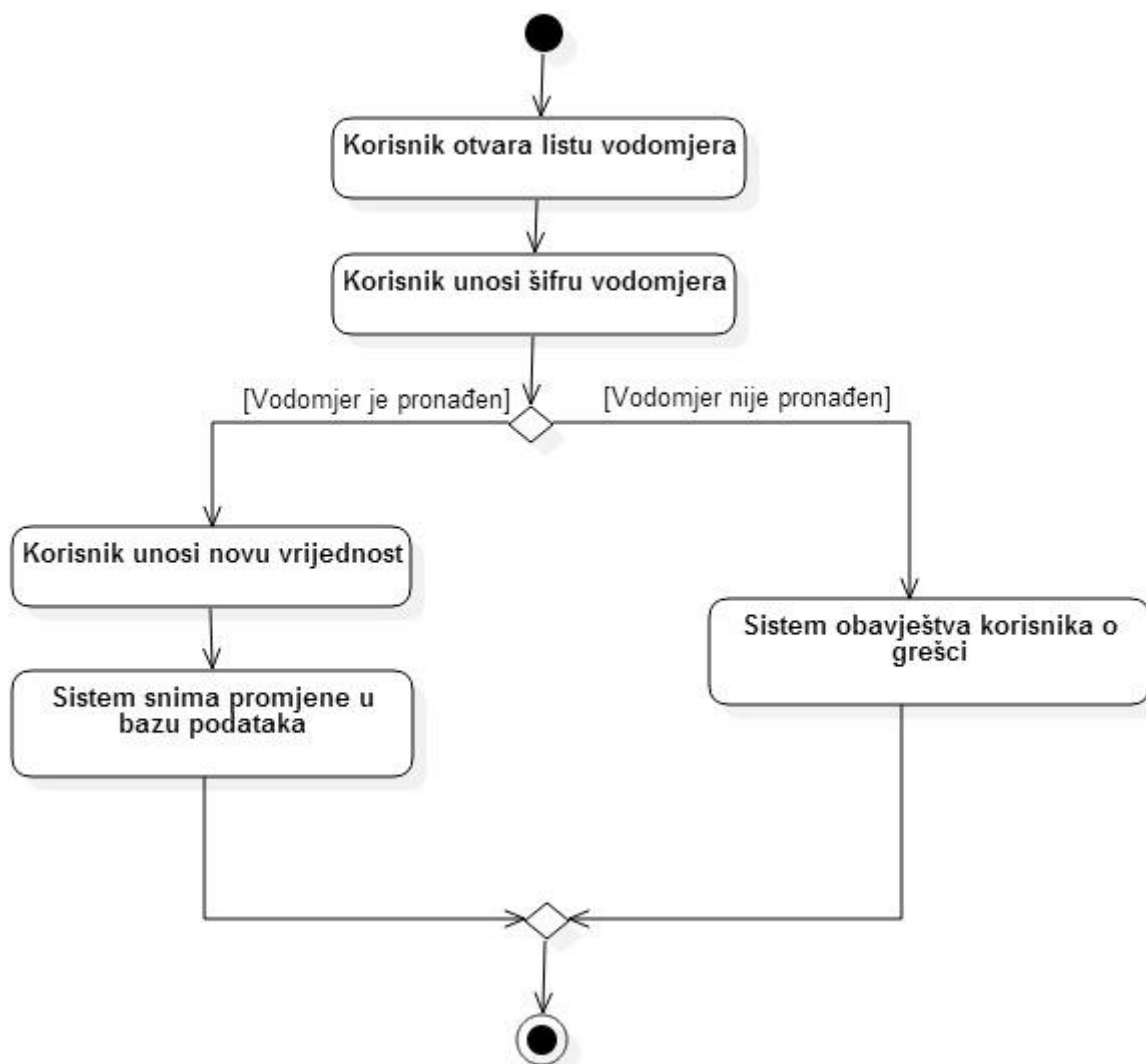 Korisnik otvara listu vodomjera
Korisnik unosi šifru vodomjera
[Vodomjer je pronađen]
[Vodomjer nije pronađen]
Korisnik unosi novu vrijednost
Sistem snima promjene u
bazu podataka
Sistem obavještva korisnika o
grešci